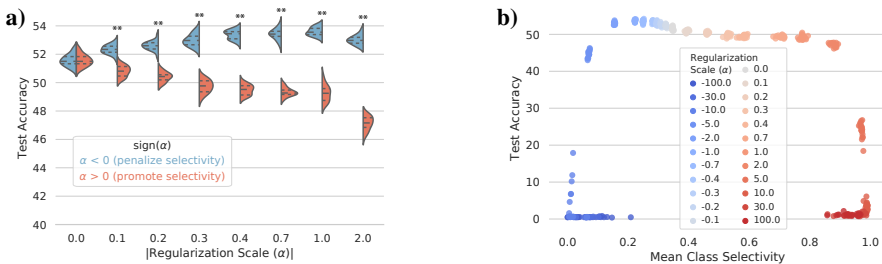 a)
54
52
50
48
46
44
42
40
Test Accuracy
** ** ** ** ** ** **
sign(α)
α < 0 (penalize selectivity)
α > 0 (promote selectivity)
0.0 0.1 0.2 0.3 0.4 0.7 1.0 2.0
|Regularization Scale (α)|
b)
50
40
30
20
10
0
Test Accuracy
Regularization
Scale (α)
-100.0
-30.0
-10.0
-5.0
-2.0
-1.0
-0.7
-0.4
-0.3
-0.2
-0.1
0.0
0.1
0.2
0.3
0.4
0.7
1.0
2.0
5.0
10.0
30.0
100.0
0.0 0.2 0.4 0.6 0.8 1.0
Mean Class Selectivity